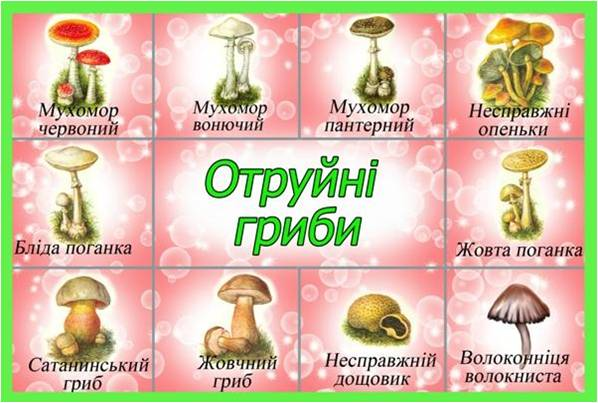 Мухомор
червоний
Мухомор
вонючий
Мухомор
пантерний
Несправжні
опеньки
Бліда поганка
Отруйні
гриби
Жовта поганка
Сатанинський
гриб
Жовчний
гриб
Несправжній
дощовик
Волоконніця
волокниста